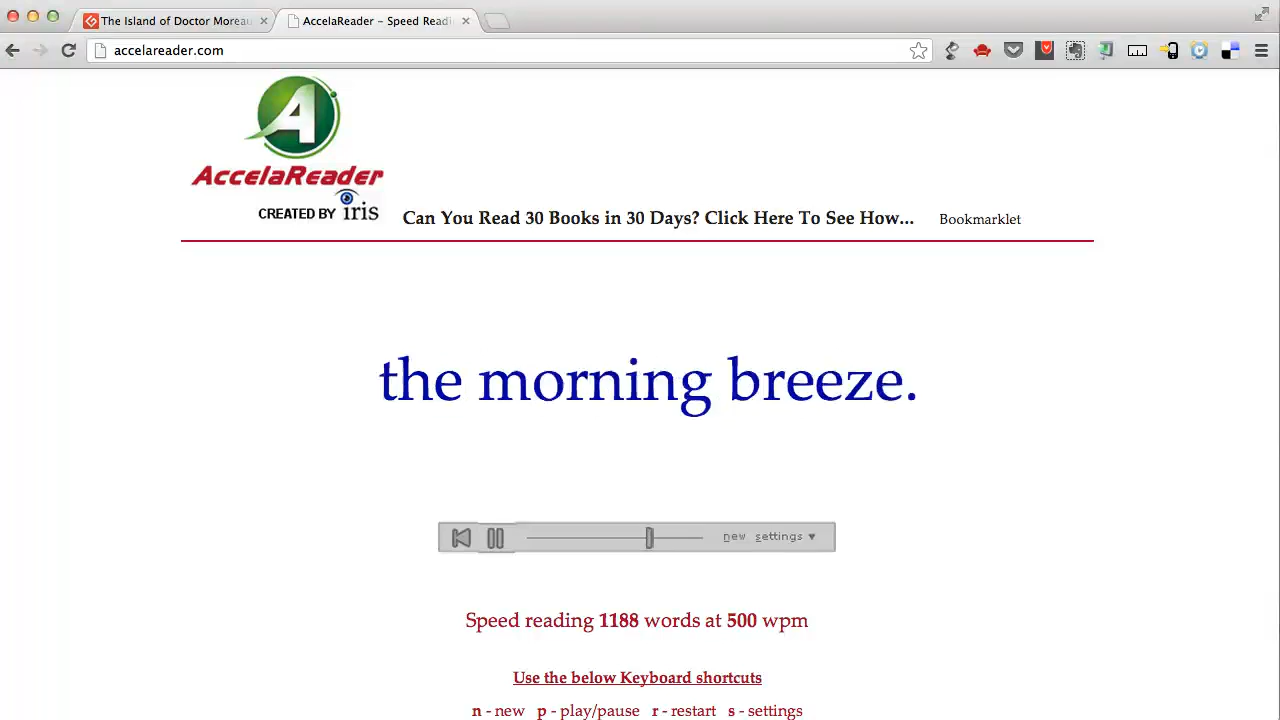 The Island of Doctor Moreau
AccelaReader – Speed Readi
accelareader.com
A
AccelaReader
CREATED BY iris
Can You Read 30 Books in 30 Days? Click Here To See How... Bookmarklet
the morning breeze.
new settings ▼
Speed reading 1188 words at 500 wpm
Use the below Keyboard shortcuts
n - new p - play/pause r - restart s - settings